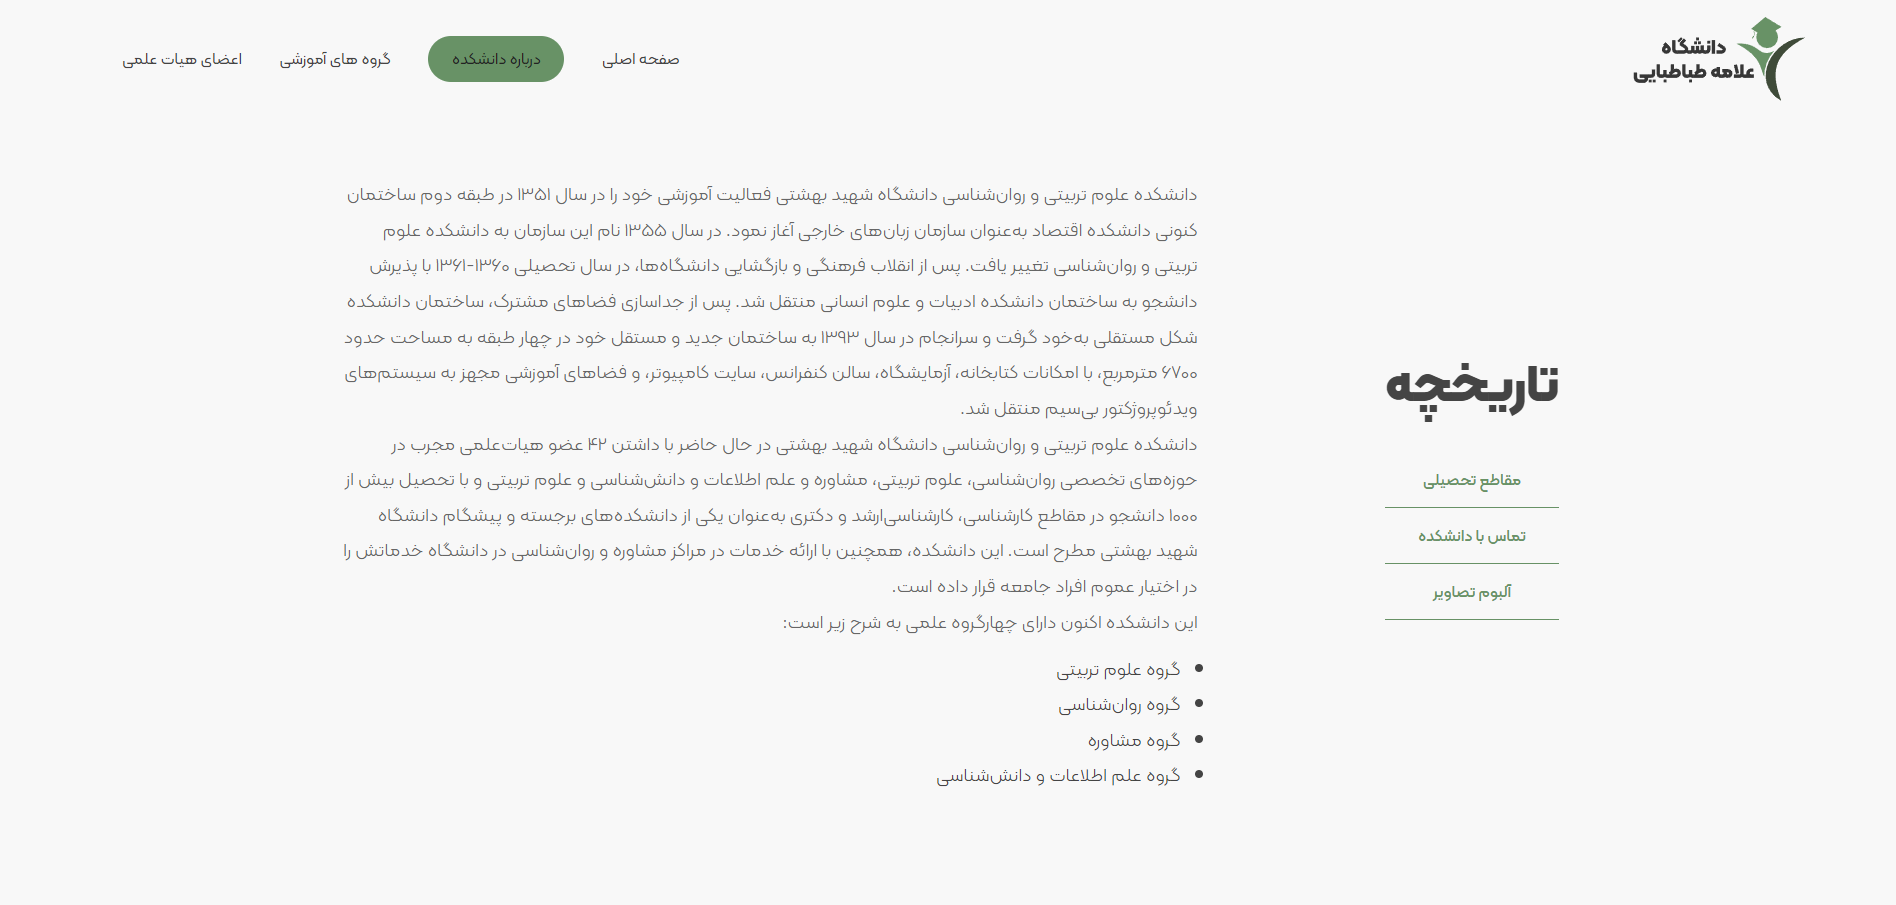 دانشگاه
علامه طباطبایی
صفحه اصلی
درباره دانشکده
گروه های آموزشی
اعضای هیات علمی
تاریخچه
مقاطع تحصیلی
تماس با دانشکده
آلبوم تصاویر
دانشکده علوم تربیتی و روان‌شناسی دانشگاه شهید بهشتی فعالیت آموزشی خود را در سال ۱۳۵۱ در طبقه دوم ساختمان
کنونی دانشکده اقتصاد به‌عنوان سازمان زبان‌های خارجی آغاز نمود. در سال ۱۳۵۵ نام این سازمان به دانشکده علوم
تربیتی و روان‌شناسی تغییر یافت. پس از انقلاب فرهنگی و بازگشایی دانشگاه‌ها، در سال تحصیلی ۱۳۶۰-۱۳۶۱ با پذیرش
دانشجو به ساختمان دانشکده ادبیات و علوم انسانی منتقل شد. پس از جداسازی فضاهای مشترک، ساختمان دانشکده
شکل مستقلی به‌خود گرفت و سرانجام در سال ۱۳۹۳ به ساختمان جدید و مستقل خود در چهار طبقه به مساحت حدود
۶۷۰۰ مترمربع، با امکانات کتابخانه، آزمایشگاه، سالن کنفرانس، سایت کامپیوتر، و فضاهای آموزشی مجهز به سیستم‌های
ویدئوپروژکتور بی‌سیم منتقل شد.
دانشکده علوم تربیتی و روان‌شناسی دانشگاه شهید بهشتی در حال حاضر با داشتن ۴۲ عضو هیات‌علمی مجرب در
حوزه‌های تخصصی روان‌شناسی، علوم تربیتی، مشاوره و علم اطلاعات و دانش‌شناسی و علوم تربیتی و با تحصیل بیش از
۱۰۰۰ دانشجو در مقاطع کارشناسی، کارشناسی‌ارشد و دکتری به‌عنوان یکی از دانشکده‌های برجسته و پیشگام دانشگاه
شهید بهشتی مطرح است. این دانشکده، همچنین با ارائه خدمات در مراکز مشاوره و روان‌شناسی در دانشگاه خدماتش را
در اختیار عموم افراد جامعه قرار داده است.
این دانشکده اکنون دارای چهارگروه علمی به شرح زیر است:
• گروه علوم تربیتی
• گروه روان‌شناسی
• گروه مشاوره
• گروه علم اطلاعات و دانش‌شناسی